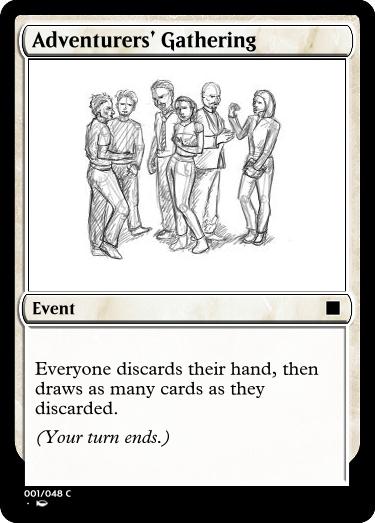 Adventurers' Gathering
Event
Everyone discards their hand, then
draws as many cards as they
discarded.
(Your turn ends.)
001/048 C